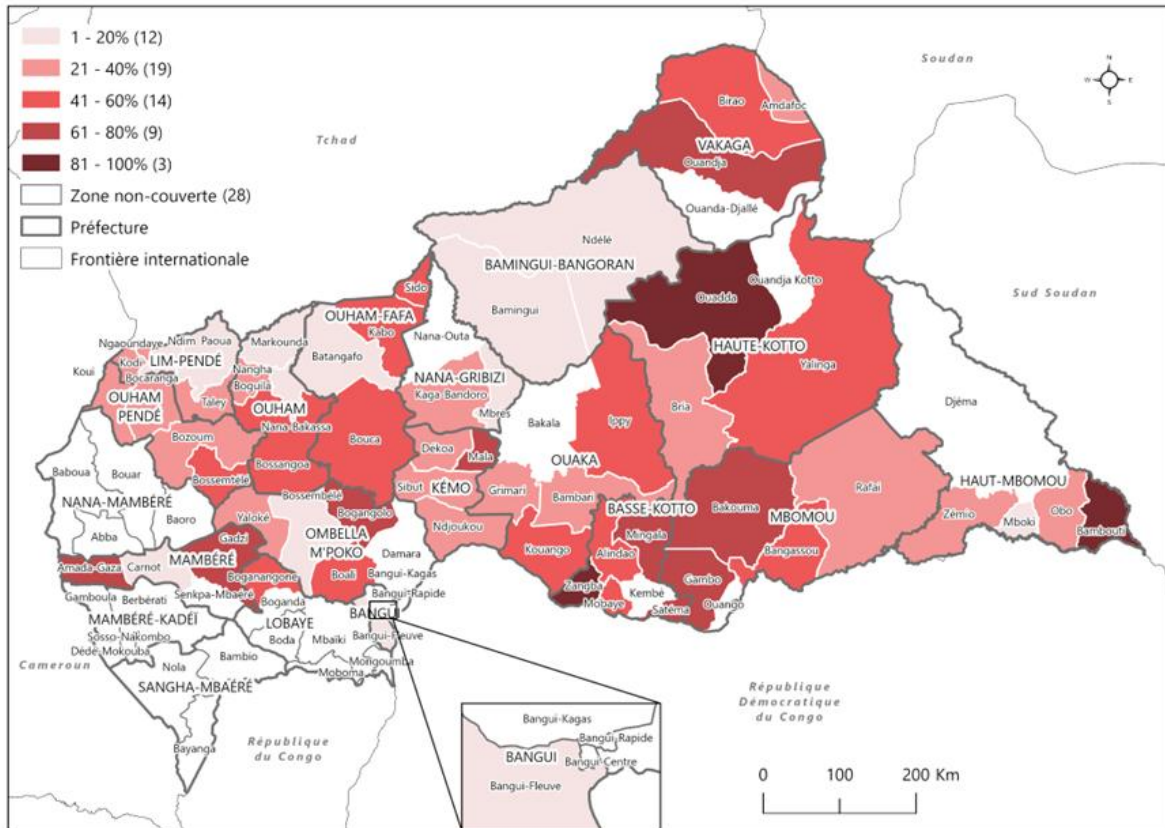 1 - 20% (12)
21 - 40% (19)
41 - 60% (14)
61 - 80% (9)
81 - 100% (3)
Zone non-couverte (28)
Préfecture
Frontière internationale
Soudan
N
W
E
S
Tchad
Birao
Amdafoc
VAKAGA
Ouandja
Ouanda-Djallé
Ndélé
BAMINGUI-BANGORAN
Bamingui
Ouadda
Ouandja Kotto
Sud Soudan
Sido
OUHAM-FAFA
Kabo
Nana-Outa
HAUTE-KOTTO
Yalinga
Ngaoundaye
Ndim
Paoua
Markounda
Batangafo
Koui
Kodi
LIM-PENDÉ
Bocaranga
Nangha
Boquila
NANA-GRIBIZI
Kaga Bandoro
Mbres
OUHAM
PENDÉ
Taley
OUHAM
Nana-Bakassa
Bakala
Ippy
Bria
Djéma
Bozoum
Bouca
Dekoa
Mala
OUAKA
Baboua
Bouar
Bossemtélé
Bossangoa
Sibut
KÉMO
Grimari
Bambari
BASSE-KOTTO
Bakouma
Rafaï
HAUT-MBOMOU
NANA-MAMBÉRÉ
Baoro
Bossembélé
Bogangolo
Yaloké
Ndjoukou
MBOMOU
Zémio
Mboki
Obo
Bambouti
Abba
Gadzi
OMBELLA
M'POKO
Damara
Kouango
Alindao
Mingala
Bangassou
Amada-Gaza
Carnot
MAMBÉRÉ
Boganangone
Boali
Bangui-Kagas
Zangba
Gambo
Gamboula
Berbérati
Senkpa-Mbaéré
Boganda
Bangui-Rapide
Mobaye
Kembé
Satéma
Ouango
MAMBÉRÉ-KADÉÏ
LOBAYE
BANGUI
Sosso-Nakombo
Boda
Mbaïki
Bangui-Fleuve
Dédé-Mokouba
Cameroun
Nola
Bambio
Mongoumba
Moboma
SANGHA-MBAÉRÉ
Bayanga
République
du Congo
République
Démocratique
du Congo
Bangui-Kagas
Bangui-Rapide
BANGUI
Bangui-Centre
Bangui-Fleuve
0 100 200 Km